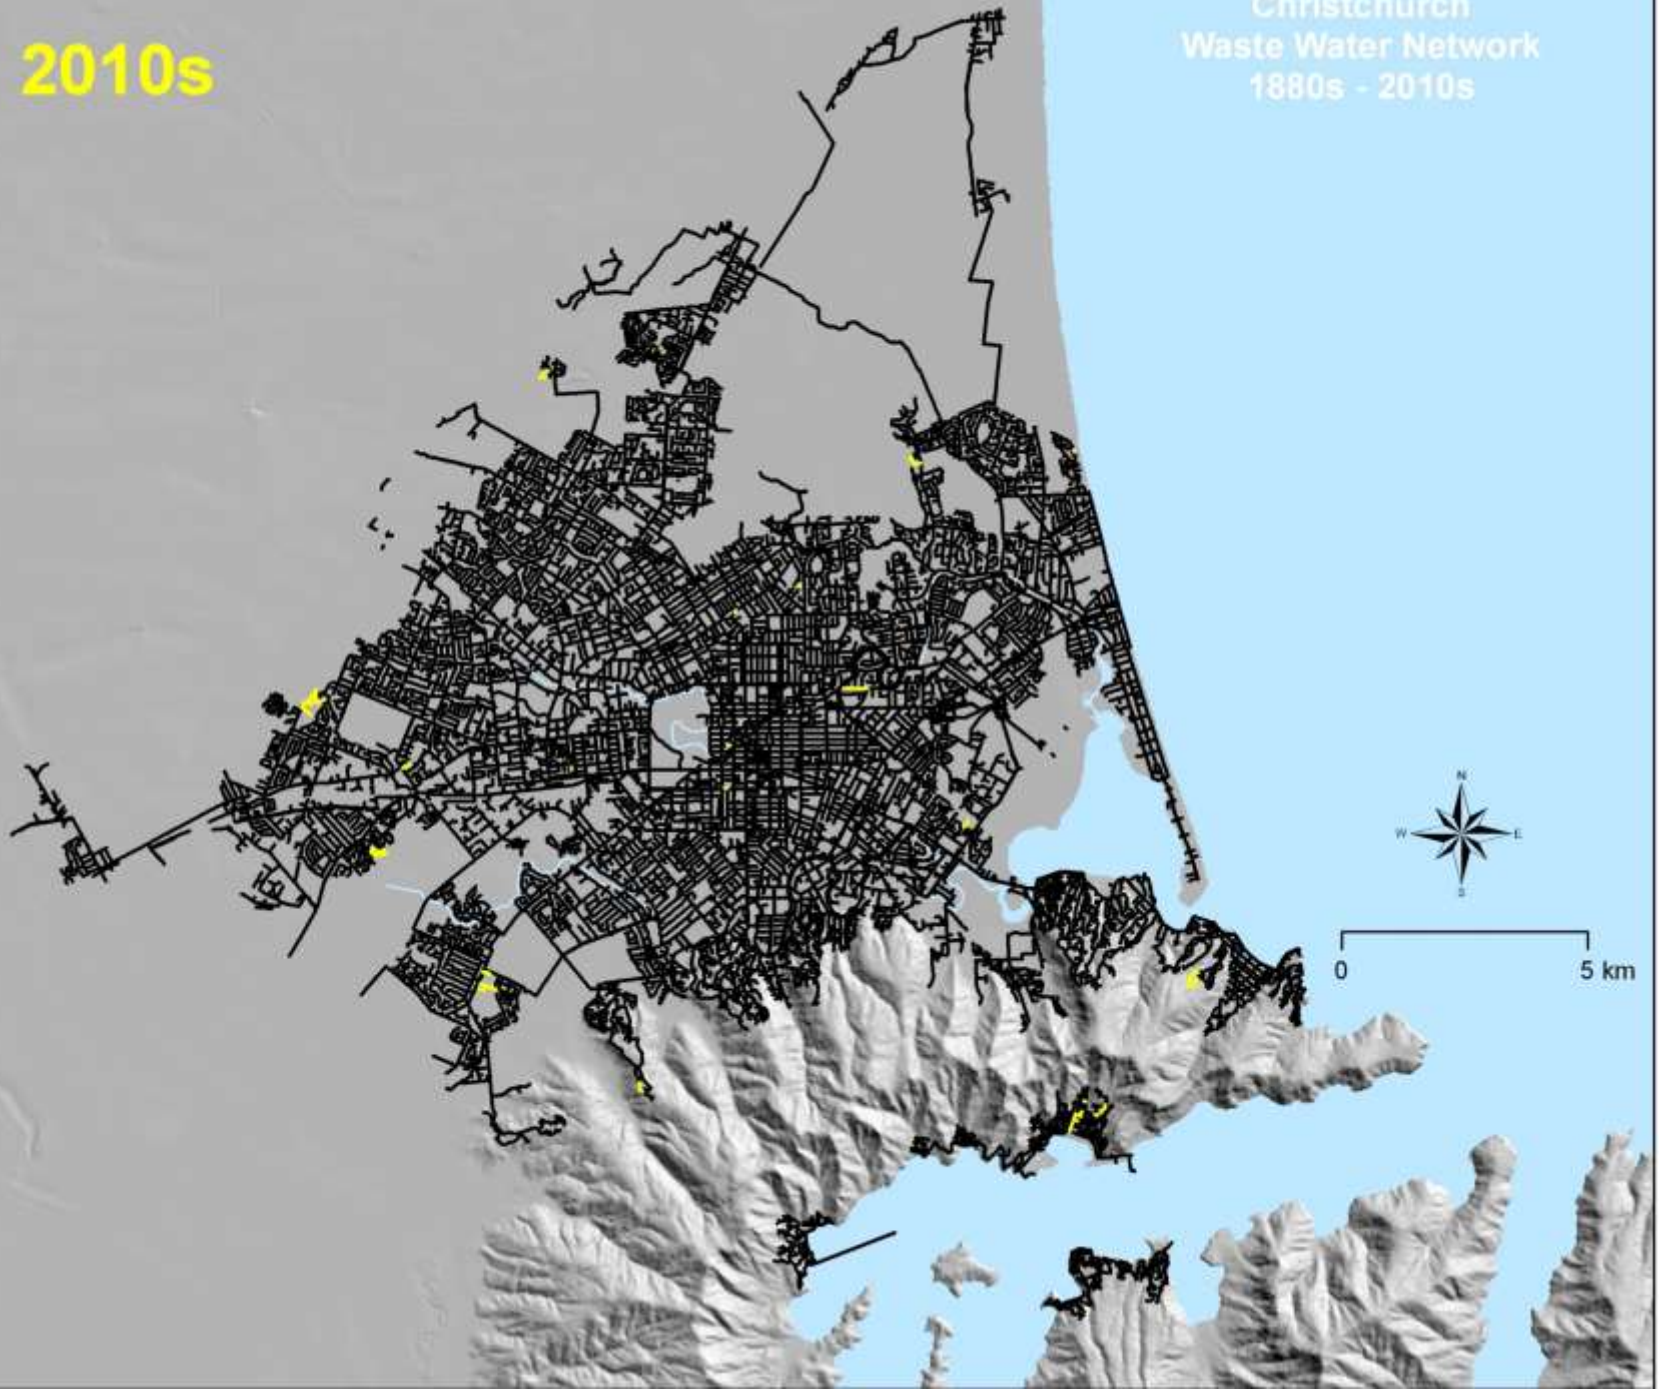 2010s
Christchurch
Waste Water Network
1880s - 2010s
N
W
E
S
0
5 km